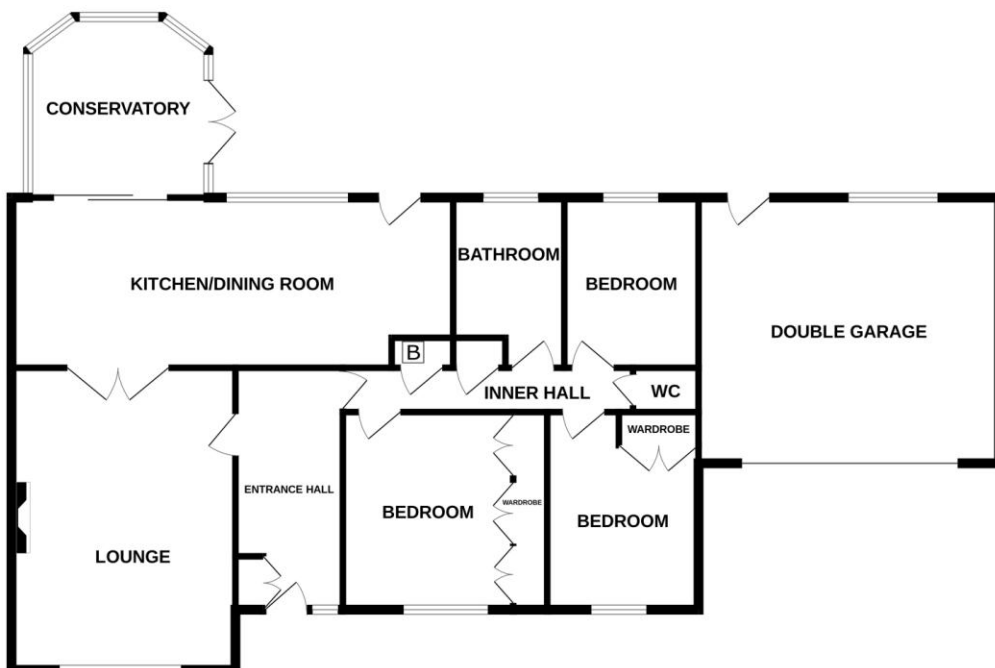 CONSERVATORY
KITCHEN/DINING ROOM
BATHROOM
BEDROOM
DOUBLE GARAGE
B
INNER HALL
WC
WARDROBE
ENTRANCE HALL
BEDROOM
WARDROBE
BEDROOM
LOUNGE